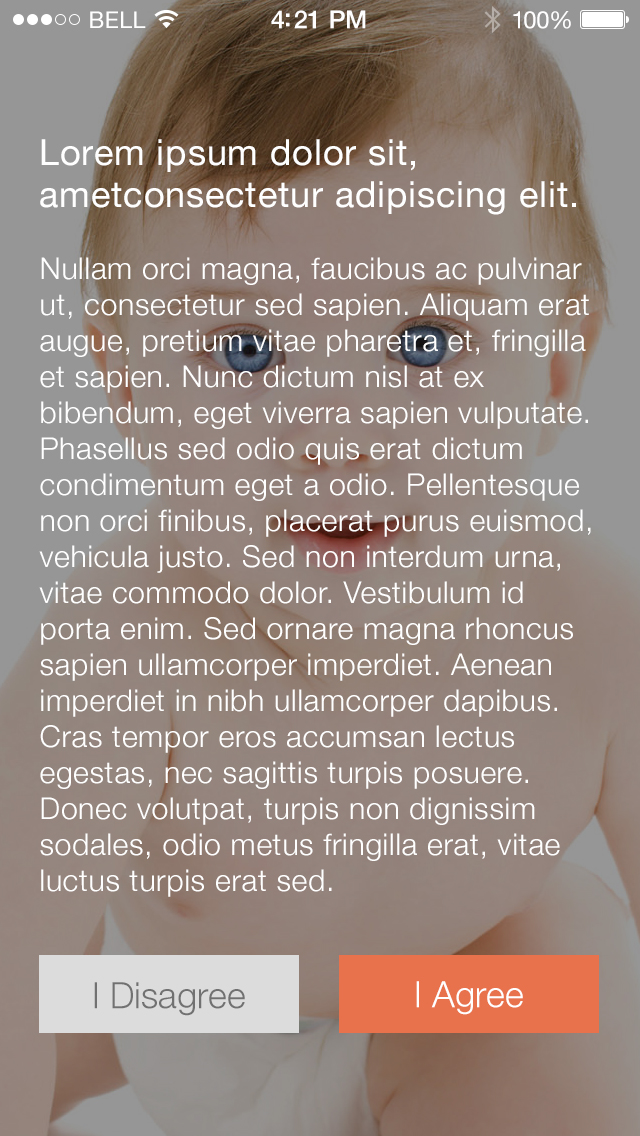 BELL 4:21 PM 100%
Lorem ipsum dolor sit,
ametconsectetur adipiscing elit.
Nullam orci magna, faucibus ac pulvinar
ut, consectetur sed sapien. Aliquam erat
augue, pretium vitae pharetra et, fringilla
et sapien. Nunc dictum nisl at ex
bibendum, eget viverra sapien vulputate.
Phasellus sed odio quis erat dictum
condimentum eget a odio. Pellentesque
non orci finibus, placerat purus euismod,
vehicula justo. Sed non interdum urna,
vitae commodo dolor. Vestibulum id
porta enim. Sed ornare magna rhoncus
sapien ullamcorper imperdiet. Aenean
imperdiet in nibh ullamcorper dapibus.
Cras tempor eros accumsan lectus
egestas, nec sagittis turpis posuere.
Donec volutpat, turpis non dignissim
sodales, odio metus fringilla erat, vitae
luctus turpis erat sed.
I Disagree I Agree